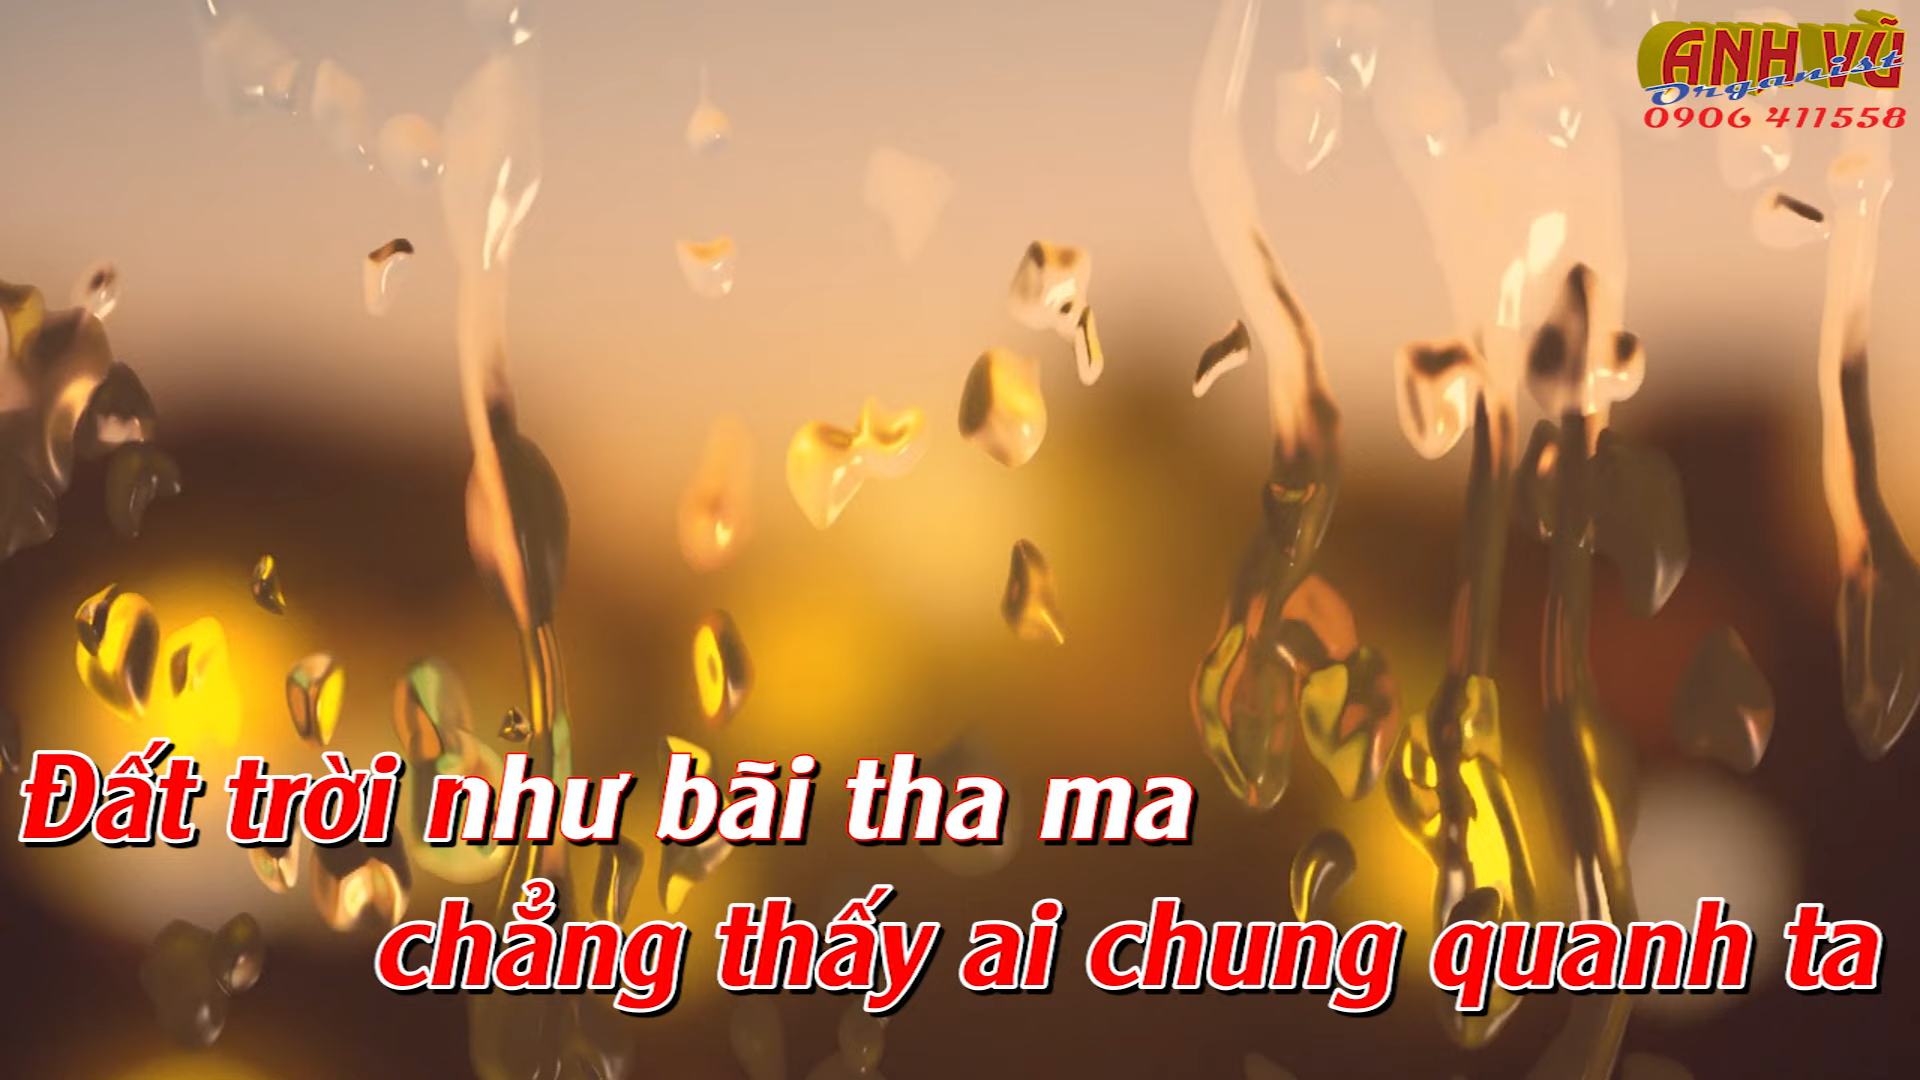 ANH VŨ
Organist
0906 411558
Đất trời như bãi tha ma
chẳng thấy ai chung quanh ta